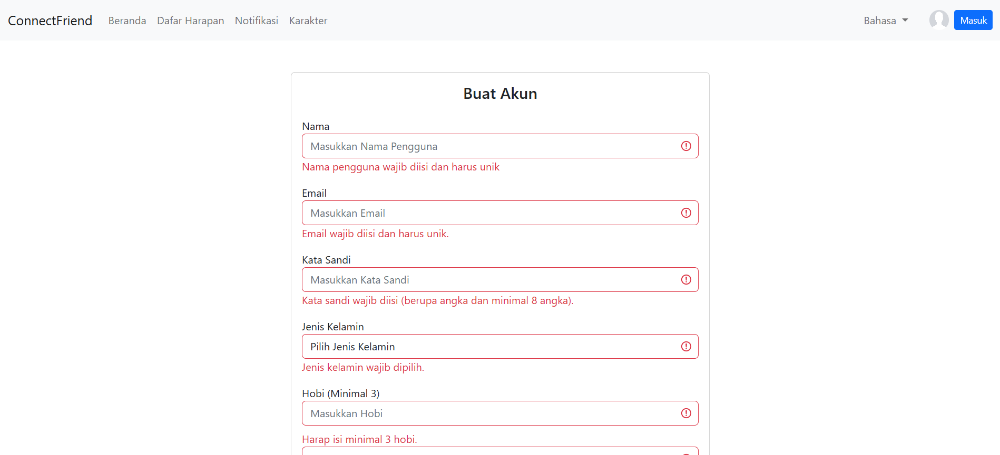 ConnectFriend Beranda Dafar Harapan Notifikasi Karakter Bahasa Masuk
Buat Akun
Nama
Masukkan Nama Pengguna
Nama pengguna wajib diisi dan harus unik
Email
Masukkan Email
Email wajib diisi dan harus unik.
Kata Sandi
Masukkan Kata Sandi
Kata sandi wajib diisi (berupa angka dan minimal 8 angka).
Jenis Kelamin
Pilih Jenis Kelamin
Jenis kelamin wajib dipilih.
Hobi (Minimal 3)
Masukkan Hobi
Harap isi minimal 3 hobi.